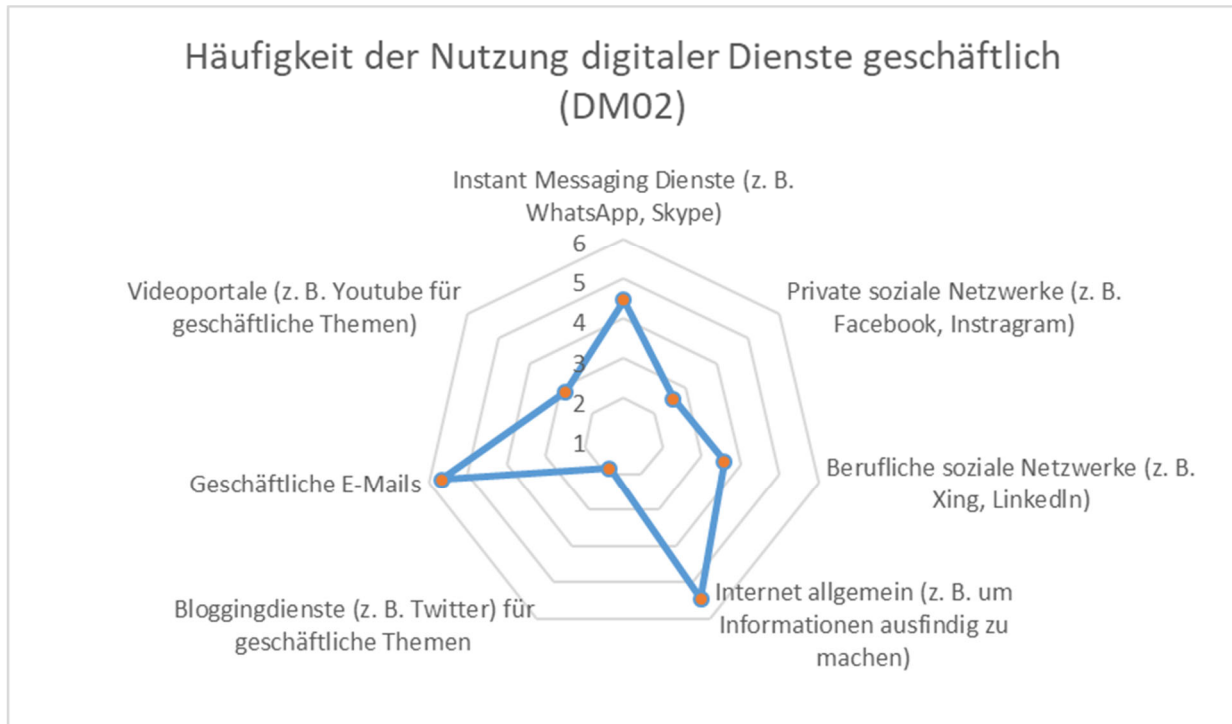 Häufigkeit der Nutzung digitaler Dienste geschäftlich
(DM02)
Instant Messaging Dienste (z. B.
WhatsApp, Skype)
6
5
4
3
2
1
Private soziale Netzwerke (z. B.
Facebook, Instragram)
Berufliche soziale Netzwerke (z. B.
Xing, LinkedIn)
Internet allgemein (z. B. um
Informationen ausfindig zu
machen)
Bloggingdienste (z. B. Twitter) für
geschäftliche Themen
Geschäftliche E-Mails
Videoportale (z. B. Youtube für
geschäftliche Themen)